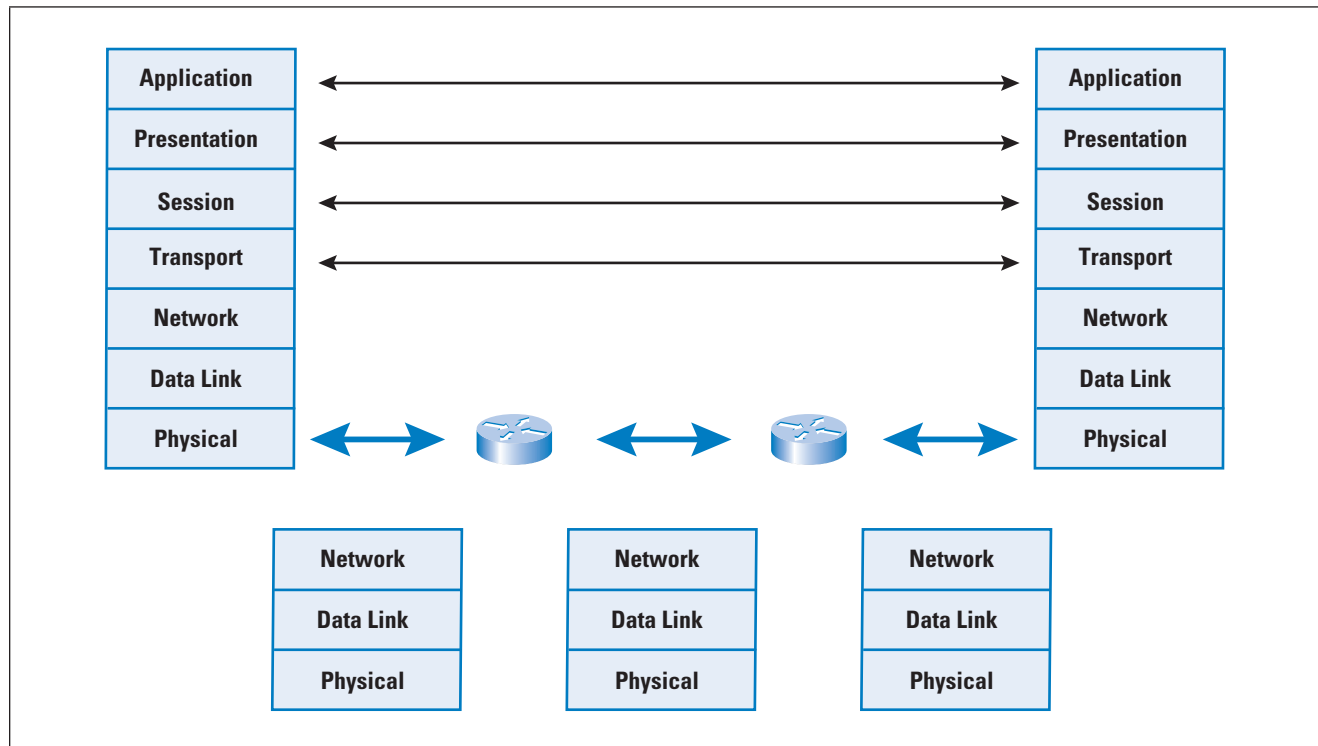 Application
Presentation
Session
Transport
Network
Data Link
Physical
Application
Presentation
Session
Transport
Network
Data Link
Physical
Network
Data Link
Physical
Network
Data Link
Physical
Network
Data Link
Physical